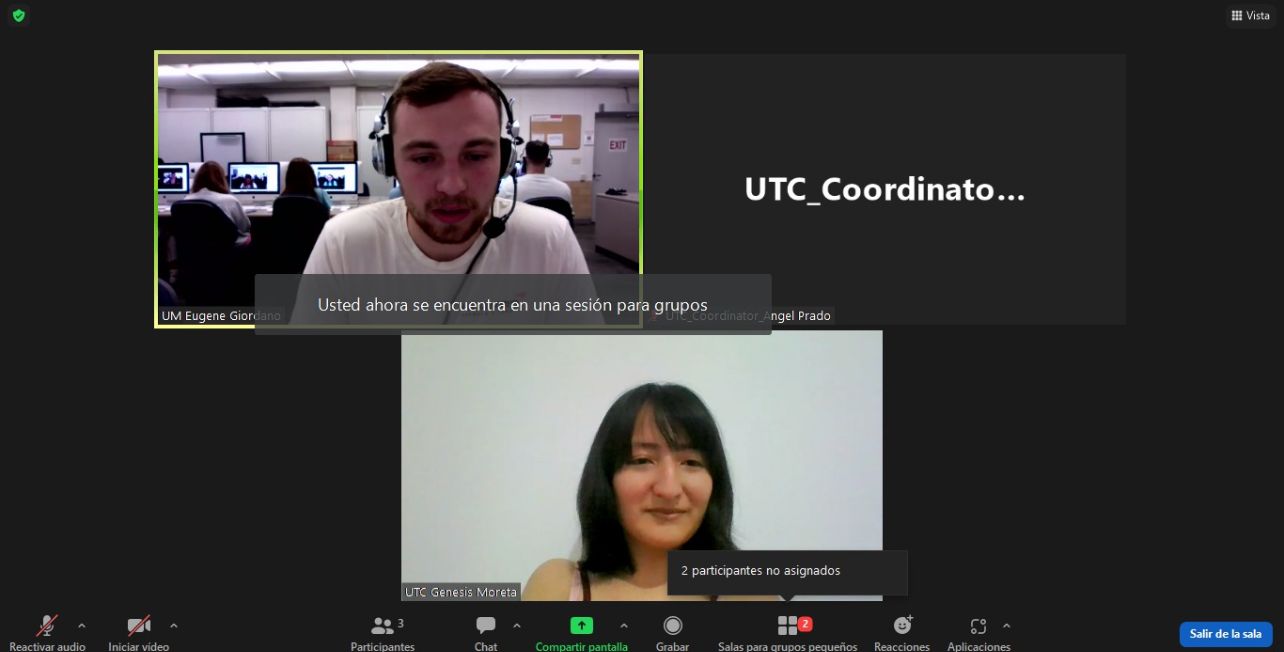 Vista
EXIT
UTC_Coordinato...
Usted ahora se encuentra en una sesión para grupos
UM Eugene Giordano
UTC_Coordinator_Angel Prado
2 participantes no asignados
UTC Genesis Moreta
3
2
Reactivar audio
Iniciar video
Participantes
Chat
Compartir pantalla
Grabar
Salas para grupos pequeños
Reacciones
Aplicaciones
Salir de la sala